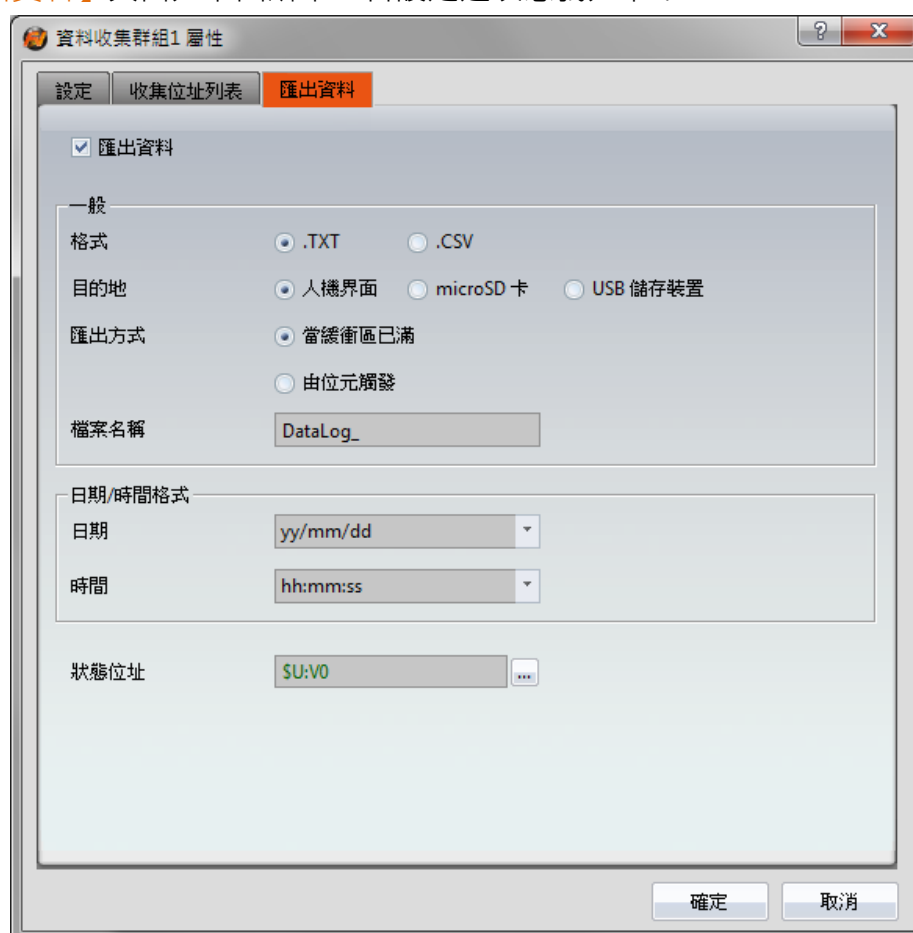 資料收集群組1 屬性
設定 收集位址列表 匯出資料
匯出資料
一般
格式 .TXT .CSV
目的地 人機界面 microSD 卡 USB 儲存裝置
匯出方式 當緩衝區已滿
由位元觸發
檔案名稱 DataLog_
日期/時間格式
日期 yy/mm/dd
時間 hh:mm:ss
狀態位址 $U:V0 ...
確定 取消